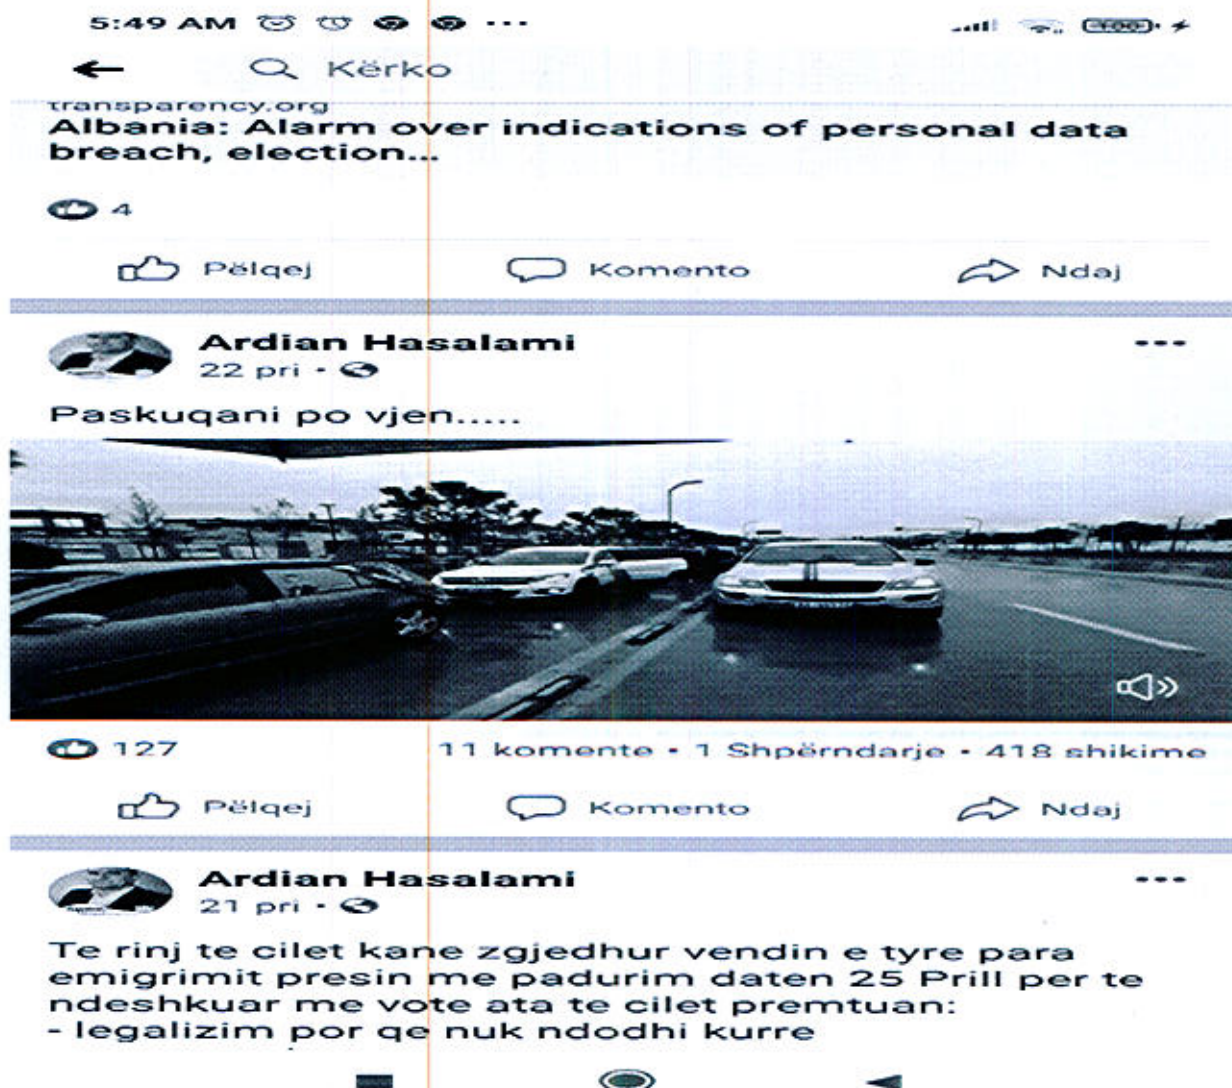 5:49 AM
Kërko
transparency.org
Albania: Alarm over indications of personal data
breach, election...
4
Pëlqej Komento Ndaj
Ardian Hasalami
22 pri
Paskuqani po vjen.....
127 11 komente • 1 Shpërndarje • 418 shikime
Pëlqej Komento Ndaj
Ardian Hasalami
21 pri
Te rinj te cilet kane zgjedhur vendin e tyre para
emigrimit presin me padurim daten 25 Prill per te
ndeshkuar me vote ata te cilet premtuan:
- legalizim por qe nuk ndodhi kurre